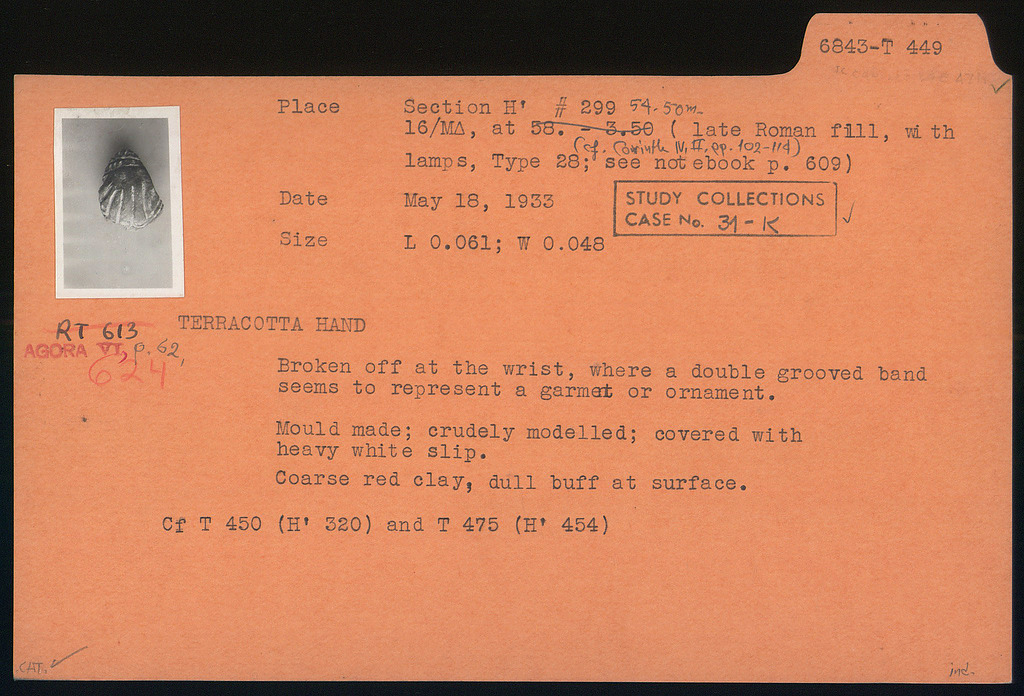 6843-T 449
Place Section H' # 299 54.50m.
16/MΔ, at 58. - 3.50 ( late Roman fill, with
(cf. Corinth IV, II, pp. 102-114)
lamps, Type 28; see notebook p. 609)
Date May 18, 1933
STUDY COLLECTIONS
CASE No. 31-K
Size L 0.061; W 0.048
RT 613
TERRACOTTA HAND
AGORA VI, p. 62,
624
Broken off at the wrist, where a double grooved band
seems to represent a garmet or ornament.
Mould made; crudely modelled; covered with
heavy white slip.
Coarse red clay, dull buff at surface.
Cf T 450 (H' 320) and T 475 (H' 454)
CAT.
ind.